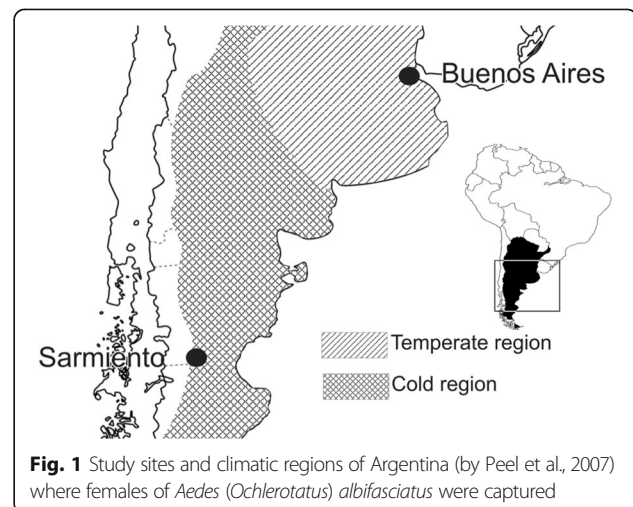 Buenos Aires
Sarmiento
Temperate region
Cold region
Fig. 1 Study sites and climatic regions of Argentina (by Peel et al., 2007)
where females of Aedes (Ochlerotatus) albifasciatus were captured